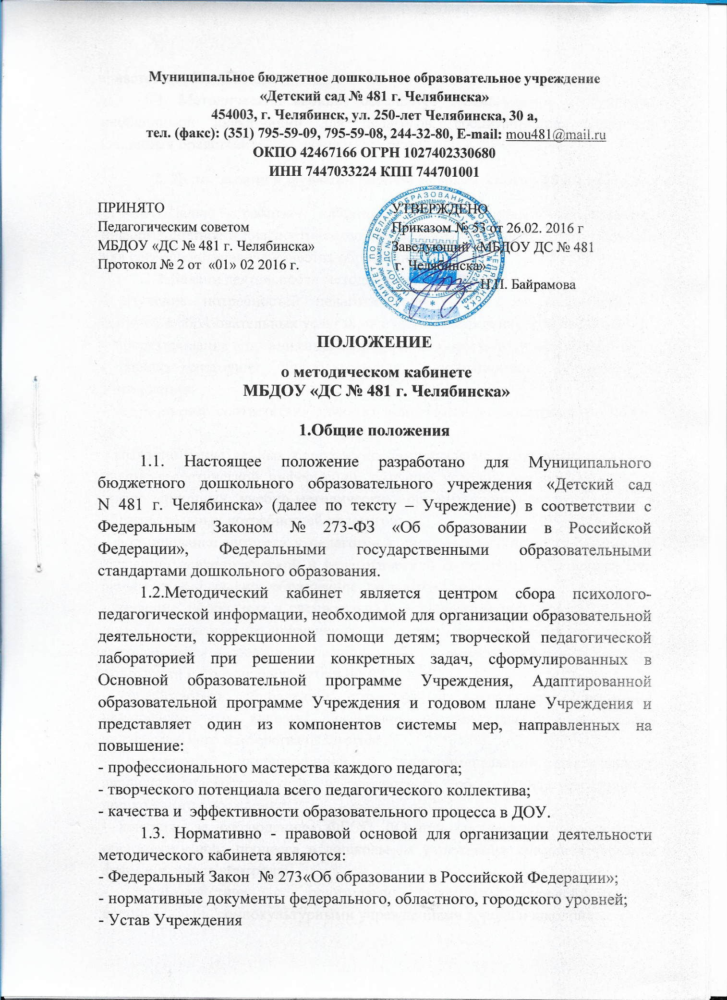 Муниципальное бюджетное дошкольное образовательное учреждение
«Детский сад № 481 г. Челябинска»
454003, г. Челябинск, ул. 250-лет Челябинска, 30 а,
тел. (факс): (351) 795-59-09, 795-59-08, 244-32-80, E-mail: mou481@mail.ru
ОКПО 42467166 ОГРН 1027402330680
ИНН 7447033224 КПП 744701001
ПРИНЯТО
Педагогическим советом
МБДОУ «ДС № 481 г. Челябинска»
Протокол № 2 от «01» 02 2016 г.
УТВЕРЖДЕНО
Приказом № 53 от 26.02. 2016 г
Заведующий «МБДОУ ДС № 481
г. Челябинска»
Н.П. Байрамова
КОМИТЕТ ПО ДЕЛАМ ОБРАЗОВАНИЯ ГОРОДА ЧЕЛЯБИНСКА
ПОЛОЖЕНИЕ
о методическом кабинете
МБДОУ «ДС № 481 г. Челябинска»
1.Общие положения
1.1. Настоящее положение разработано для Муниципального
бюджетного дошкольного образовательного учреждения «Детский сад
N 481 г. Челябинска» (далее по тексту – Учреждение) в соответствии с
Федеральным Законом № 273-ФЗ «Об образовании в Российской
Федерации», Федеральными государственными образовательными
стандартами дошкольного образования.
1.2.Методический кабинет является центром сбора психолого-
педагогической информации, необходимой для организации образовательной
деятельности, коррекционной помощи детям; творческой педагогической
лабораторией при решении конкретных задач, сформулированных в
Основной образовательной программе Учреждения, Адаптированной
образовательной программе Учреждения и годовом плане Учреждения и
представляет один из компонентов системы мер, направленных на
повышение:
- профессионального мастерства каждого педагога;
- творческого потенциала всего педагогического коллектива;
- качества и эффективности образовательного процесса в ДОУ.
1.3. Нормативно - правовой основой для организации деятельности
методического кабинета являются:
- Федеральный Закон № 273«Об образовании в Российской Федерации»;
- нормативные документы федерального, областного, городского уровней;
- Устав Учреждения